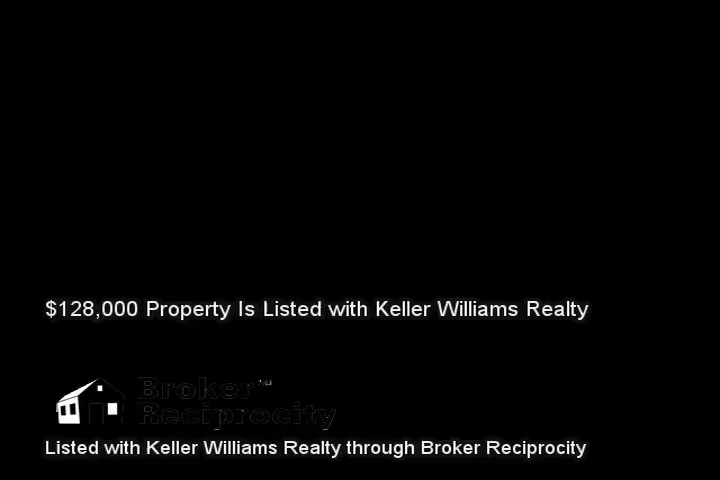 $128,000 Property Is Listed with Keller Williams Realty
Broker
Reciprocity
Listed with Keller Williams Realty through Broker Reciprocity